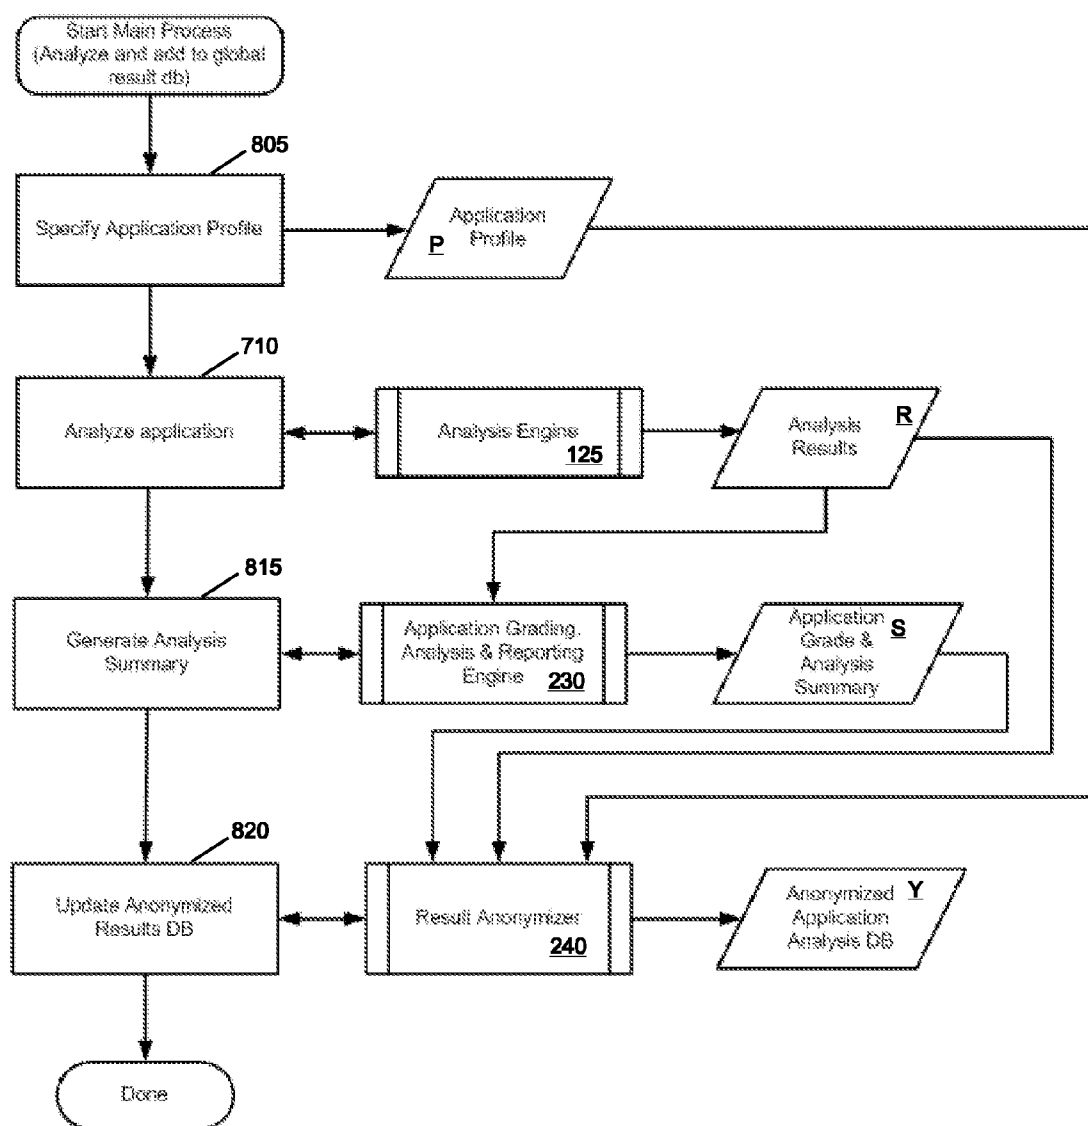 Start Main Process
(Analyze and add to global
result db)
805
Specify Application Profile
Application
Profile
P
710
Analyze application
Analysis Engine
125
Analysis
Results
R
815
Generate Analysis
Summary
Application Grading,
Analysis & Reporting
Engine
230
Application
Grade &
Analysis
Summary
S
820
Update Anonymized
Results DB
Result Anonymizer
240
Anonymized
Application
Analysis DB
Y
Done